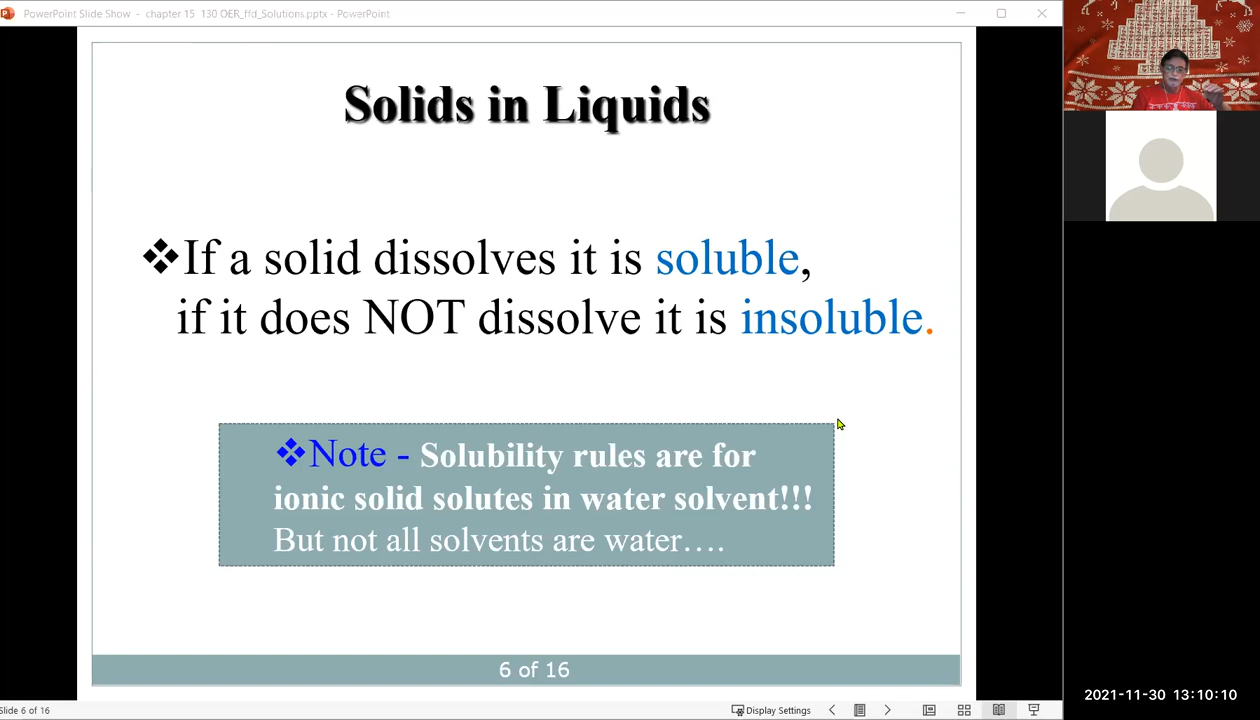 PowerPoint Slide Show - chapter 15 130 OER_ffd_Solutions.pptx - PowerPoint
Solids in Liquids
❖If a solid dissolves it is soluble,
if it does NOT dissolve it is insoluble.
❖Note - Solubility rules are for
ionic solid solutes in water solvent!!!
But not all solvents are water….
6 of 16
Slide 6 of 16
Display Settings
2021-11-30 13:10:10